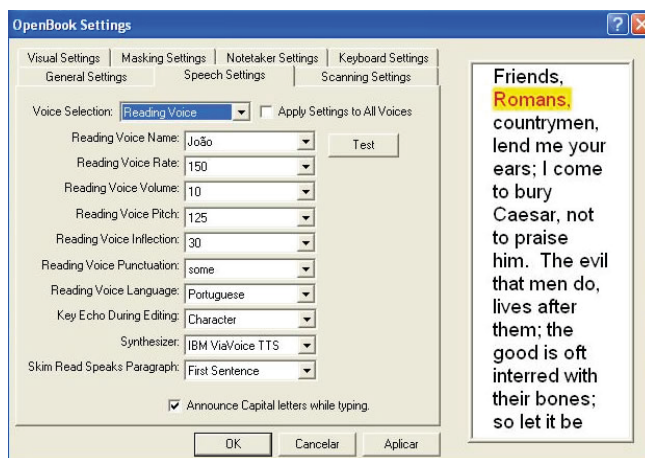 OpenBook Settings
Visual Settings Masking Settings Notetaker Settings Keyboard Settings
General Settings Speech Settings Scanning Settings
Voice Selection: Reading Voice Apply Settings to All Voices
Reading Voice Name: João Test
Reading Voice Rate: 150
Reading Voice Volume: 10
Reading Voice Pitch: 125
Reading Voice Inflection: 30
Reading Voice Punctuation: some
Reading Voice Language: Portuguese
Key Echo During Editing: Character
Synthesizer: IBM ViaVoice TTS
Skim Read Speaks Paragraph: First Sentence
Announce Capital letters while typing.
OK Cancelar Aplicar
Friends,
Romans,
countrymen,
lend me your
ears; I come
to bury
Caesar, not
to praise
him. The evil
that men do,
lives after
them; the
good is oft
interred with
their bones;
so let it be